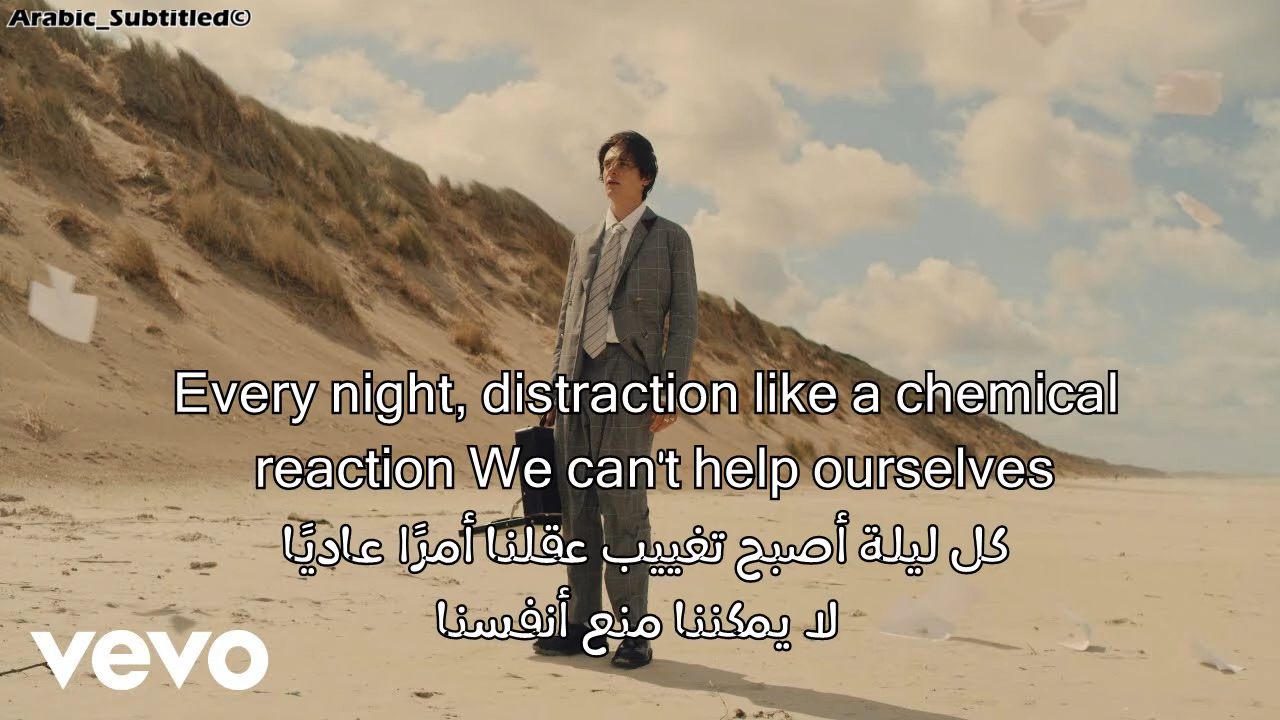 Arabic_Subtitled©
Every night, distraction like a chemical
reaction We can't help ourselves
كل ليلة أصبح تغييب عقلنا أمرًا عاديًا
لا يمكننا منع أنفسنا
vevo